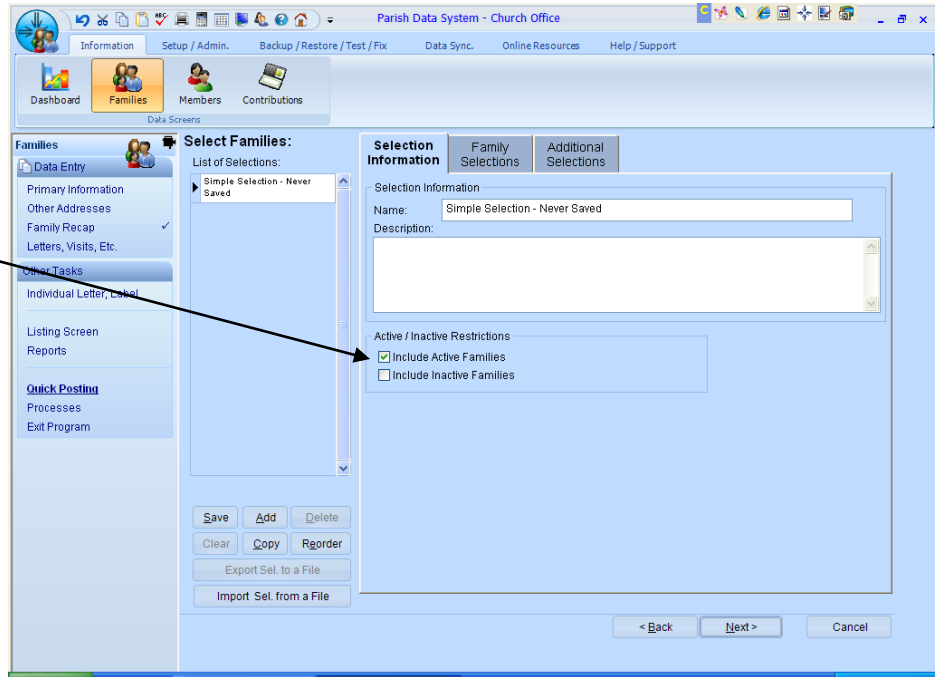 Parish Data System - Church Office
Information Setup / Admin. Backup / Restore / Test / Fix Data Sync. Online Resources Help / Support
Dashboard Families Members Contributions
Data Screens
Families
Data Entry
Primary Information
Other Addresses
Family Recap
Letters, Visits, Etc.
Other Tasks
Individual Letter, Label
Listing Screen
Reports
Quick Posting
Processes
Exit Program
Select Families:
List of Selections:
Simple Selection - Never
Saved
Save Add Delete
Clear Copy Reorder
Export Sel. to a File
Import Sel. from a File
Selection
Information
Family
Selections
Additional
Selections
Selection Information
Name: Simple Selection - Never Saved
Description:
Active / Inactive Restrictions
Include Active Families
Include Inactive Families
< Back Next > Cancel